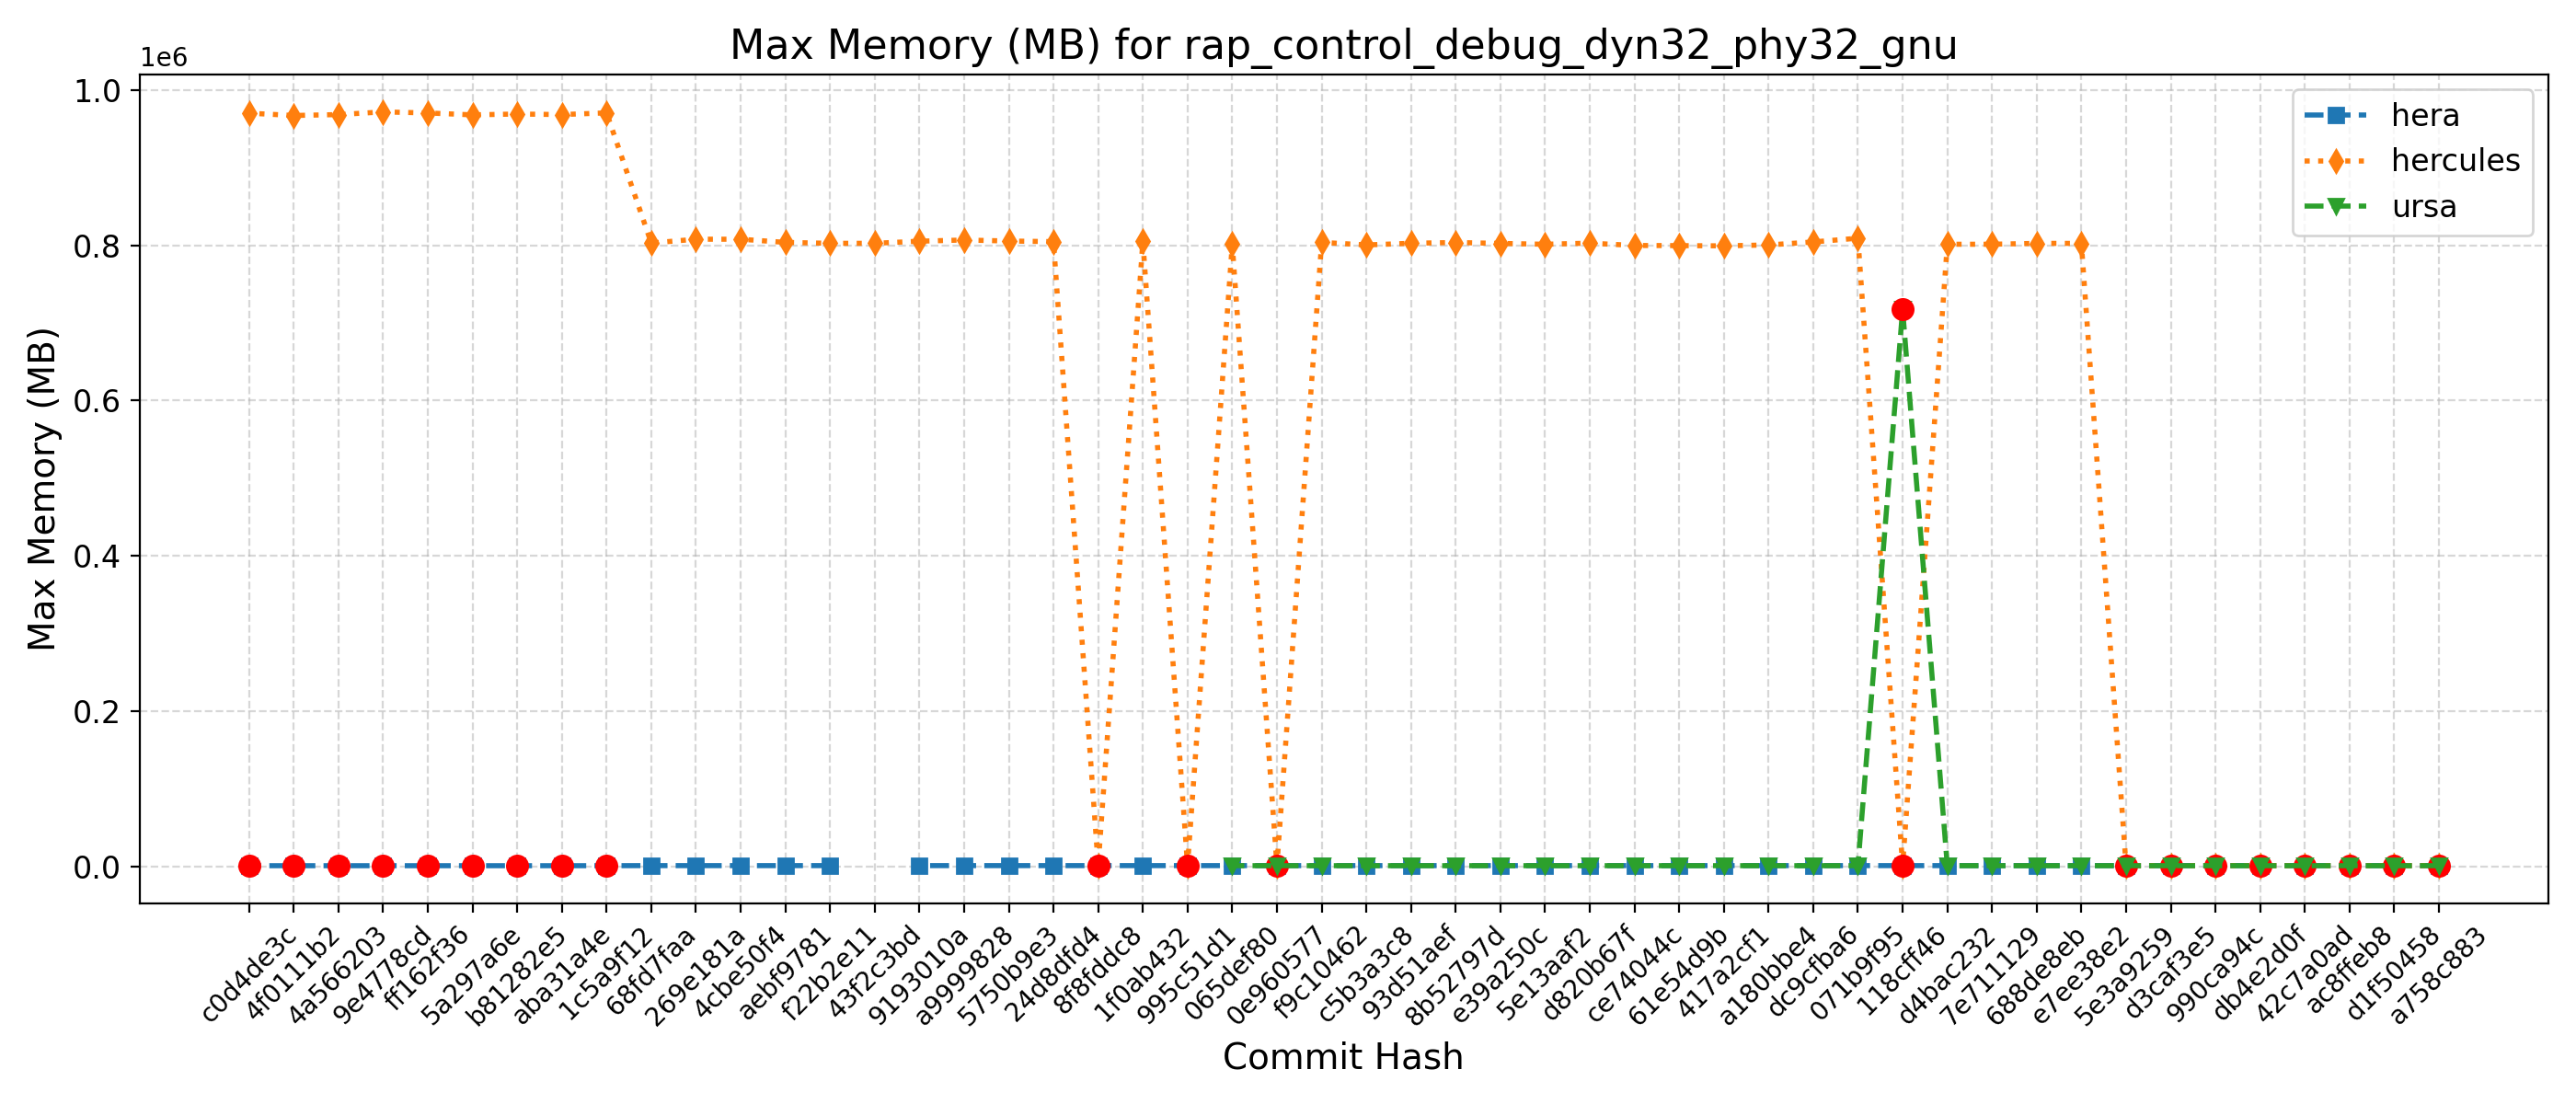 Max Memory (MB) for rap_control_debug_dyn32_phy32_gnu
1e6
1.0
0.8
0.6
0.4
0.2
0.0
Max Memory (MB)
hera
hercules
ursa
c0d4de3c
4f0111b2
4a566203
9e4778cd
ff162f36
5a297a6e
b81282e5
aba31a4e
1c5a9f12
68fd7faa
269e181a
4cbe50f4
aebf9781
f22b2e11
43f2c3bd
9193010a
a9999828
5750b9e3
24d8dfd4
8f8fddc8
1f0ab432
995c51d1
065def80
0e960577
f9c10462
c5b3a3c8
93d51aef
8b52797d
e39a250c
5e13aaf2
d820b67f
ce74044c
61e54d9b
417a2cf1
a180bbe4
dc9cfba6
071b9f95
118cff46
d4bac232
7e711129
688de8eb
e7ee38e2
5e3a9259
d3caf3e5
990ca94c
db4e2d0f
42c7a0ad
ac8ffeb8
d1f50458
a758c883
Commit Hash